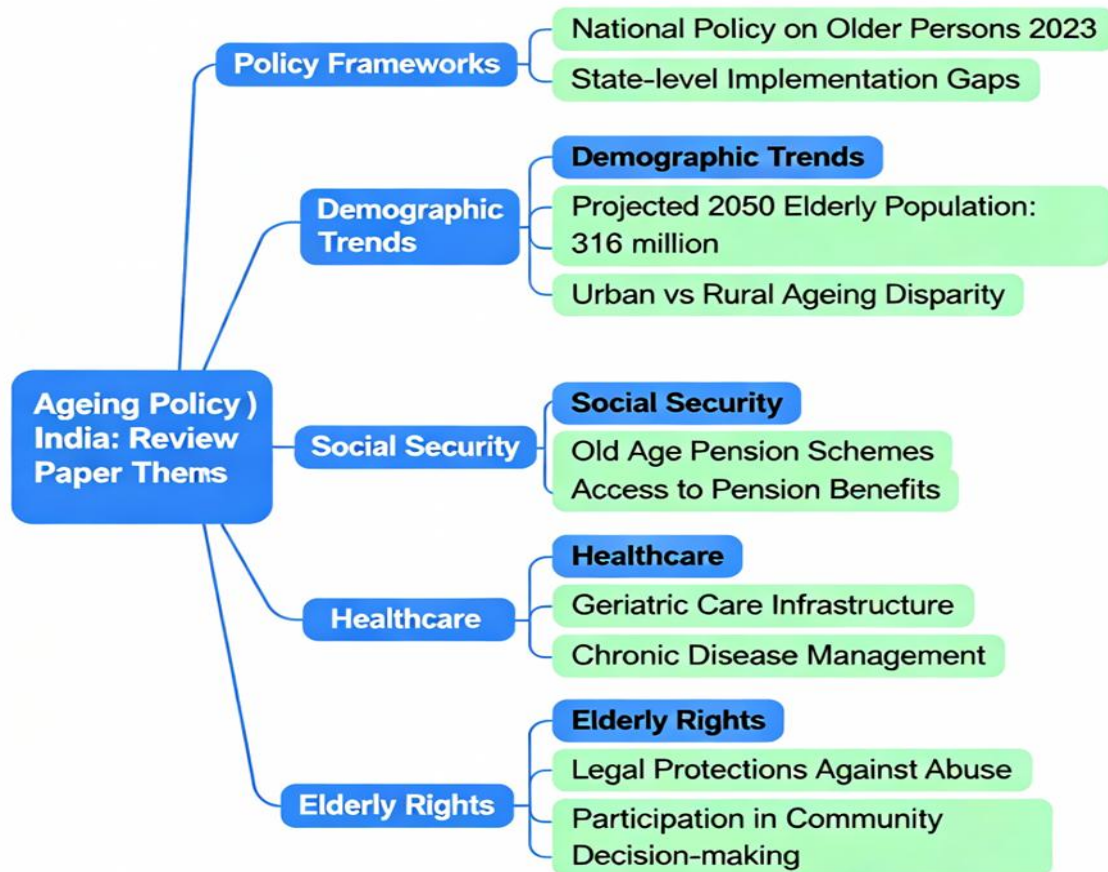 Policy Frameworks
National Policy on Older Persons 2023
State-level Implementation Gaps
Demographic
Trends
Demographic Trends
Projected 2050 Elderly Population:
316 million
Urban vs Rural Ageing Disparity
Ageing Policy )
India: Review
Paper Thems
Social Security
Social Security
Old Age Pension Schemes
Access to Pension Benefits
Healthcare
Healthcare
Geriatric Care Infrastructure
Chronic Disease Management
Elderly Rights
Elderly Rights
Legal Protections Against Abuse
Participation in Community
Decision-making